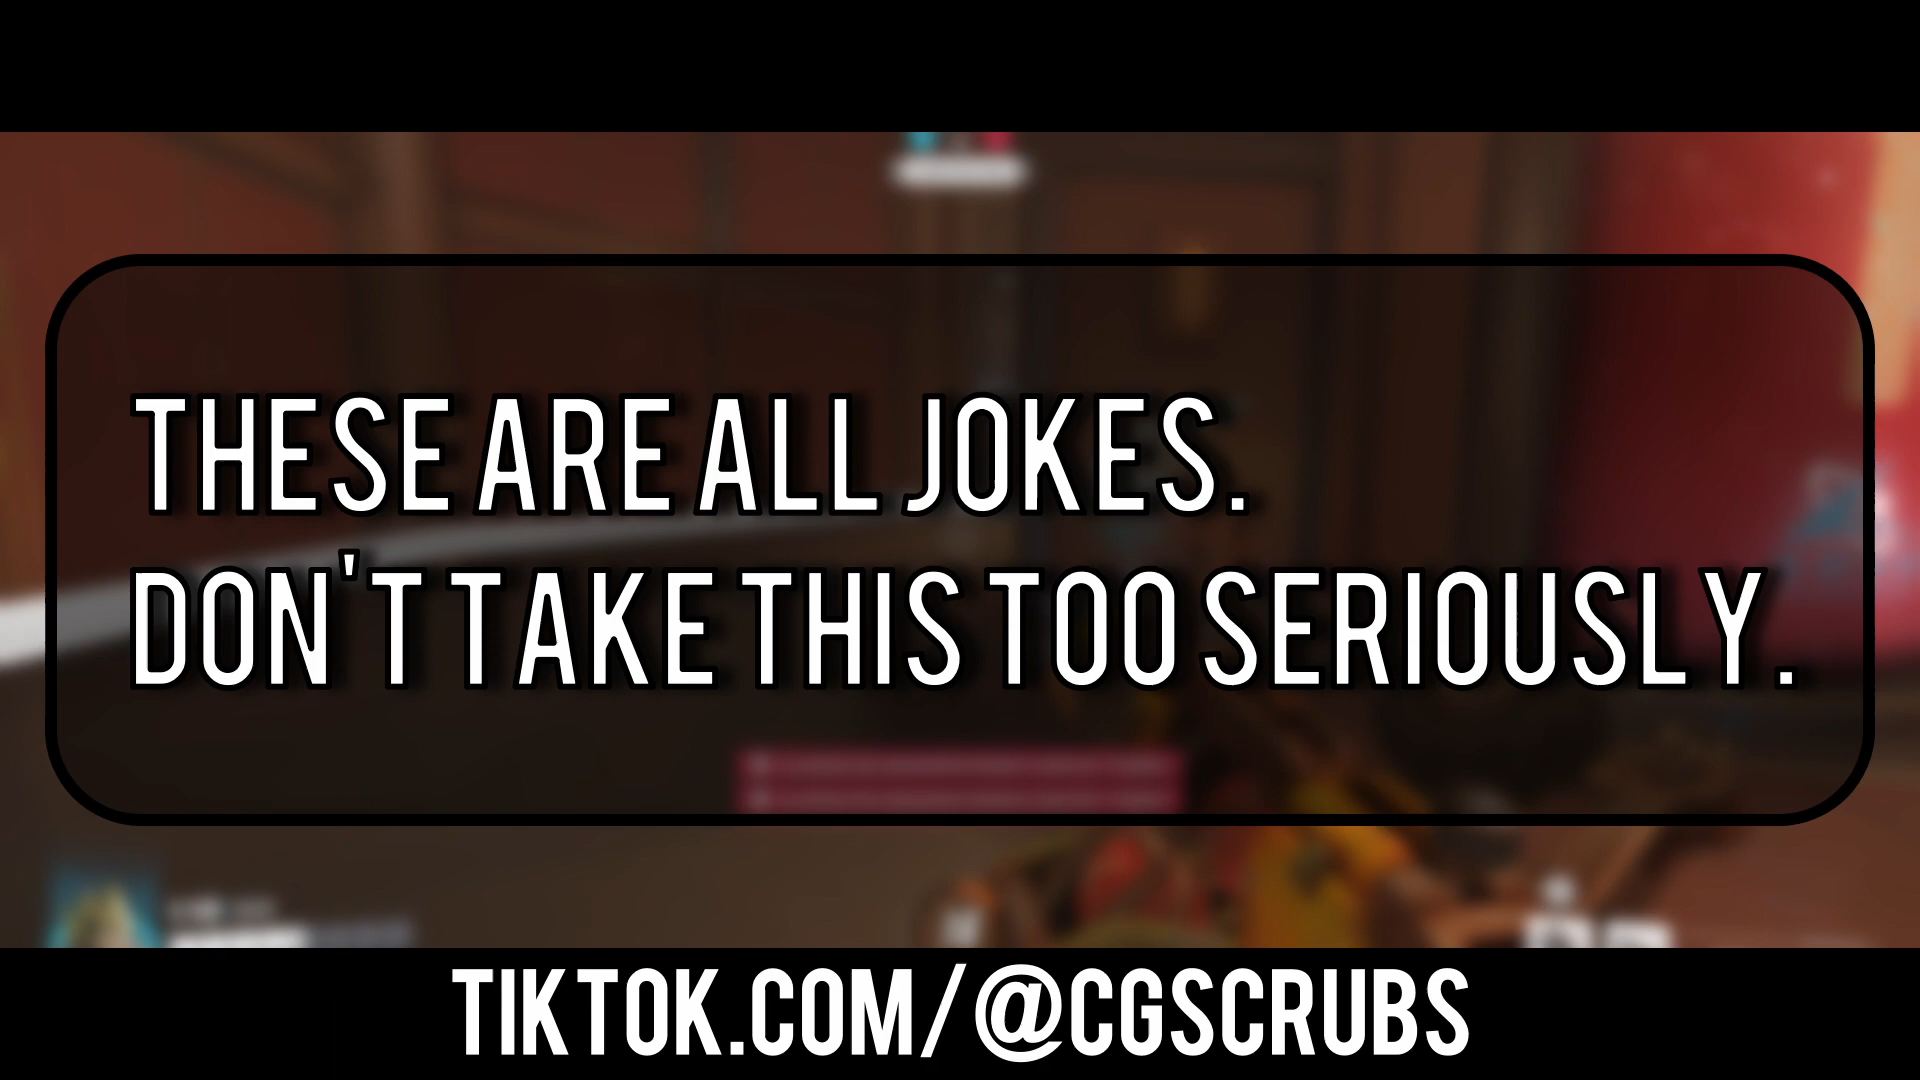 THESE ARE ALL JOKES.
DON'T TAKE THIS TOO SERIOUSLY.
TIKTOK.COM/@CGSCRUBS